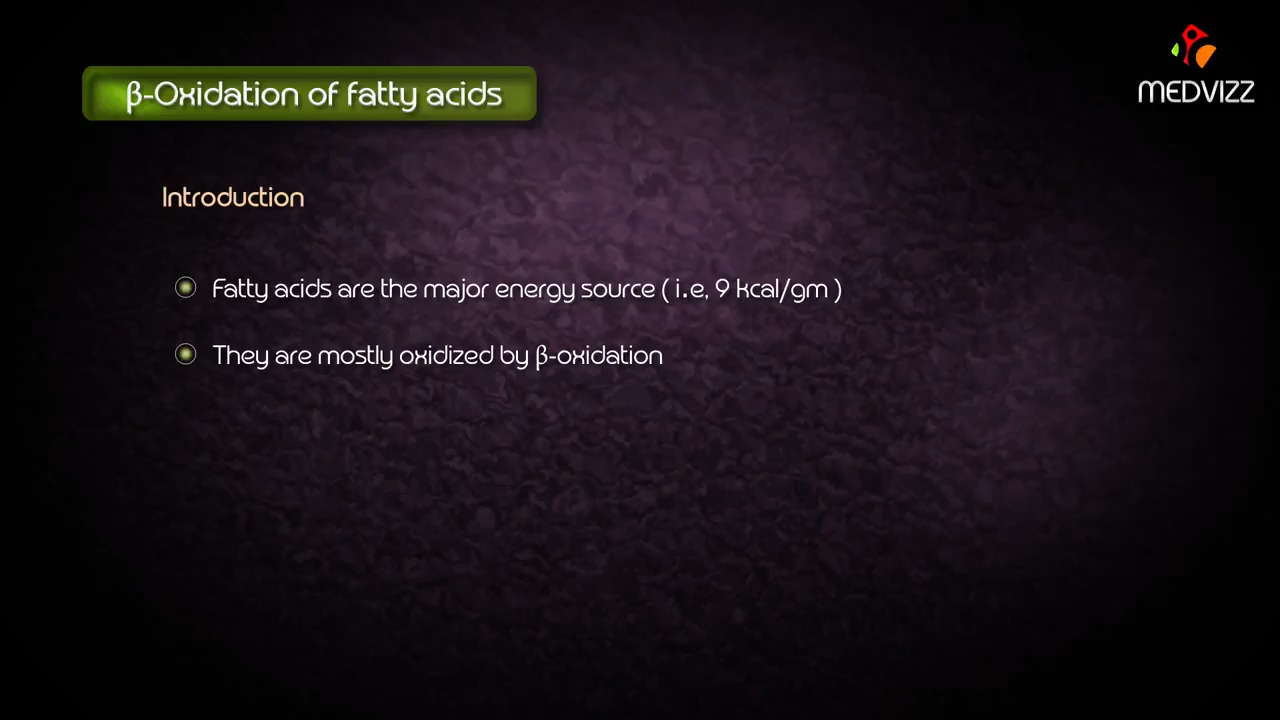 MEDVIZZ
β-Oxidation of fatty acids
Introduction
Fatty acids are the major energy source ( i.e, 9 kcal/gm )
They are mostly oxidized by β-oxidation